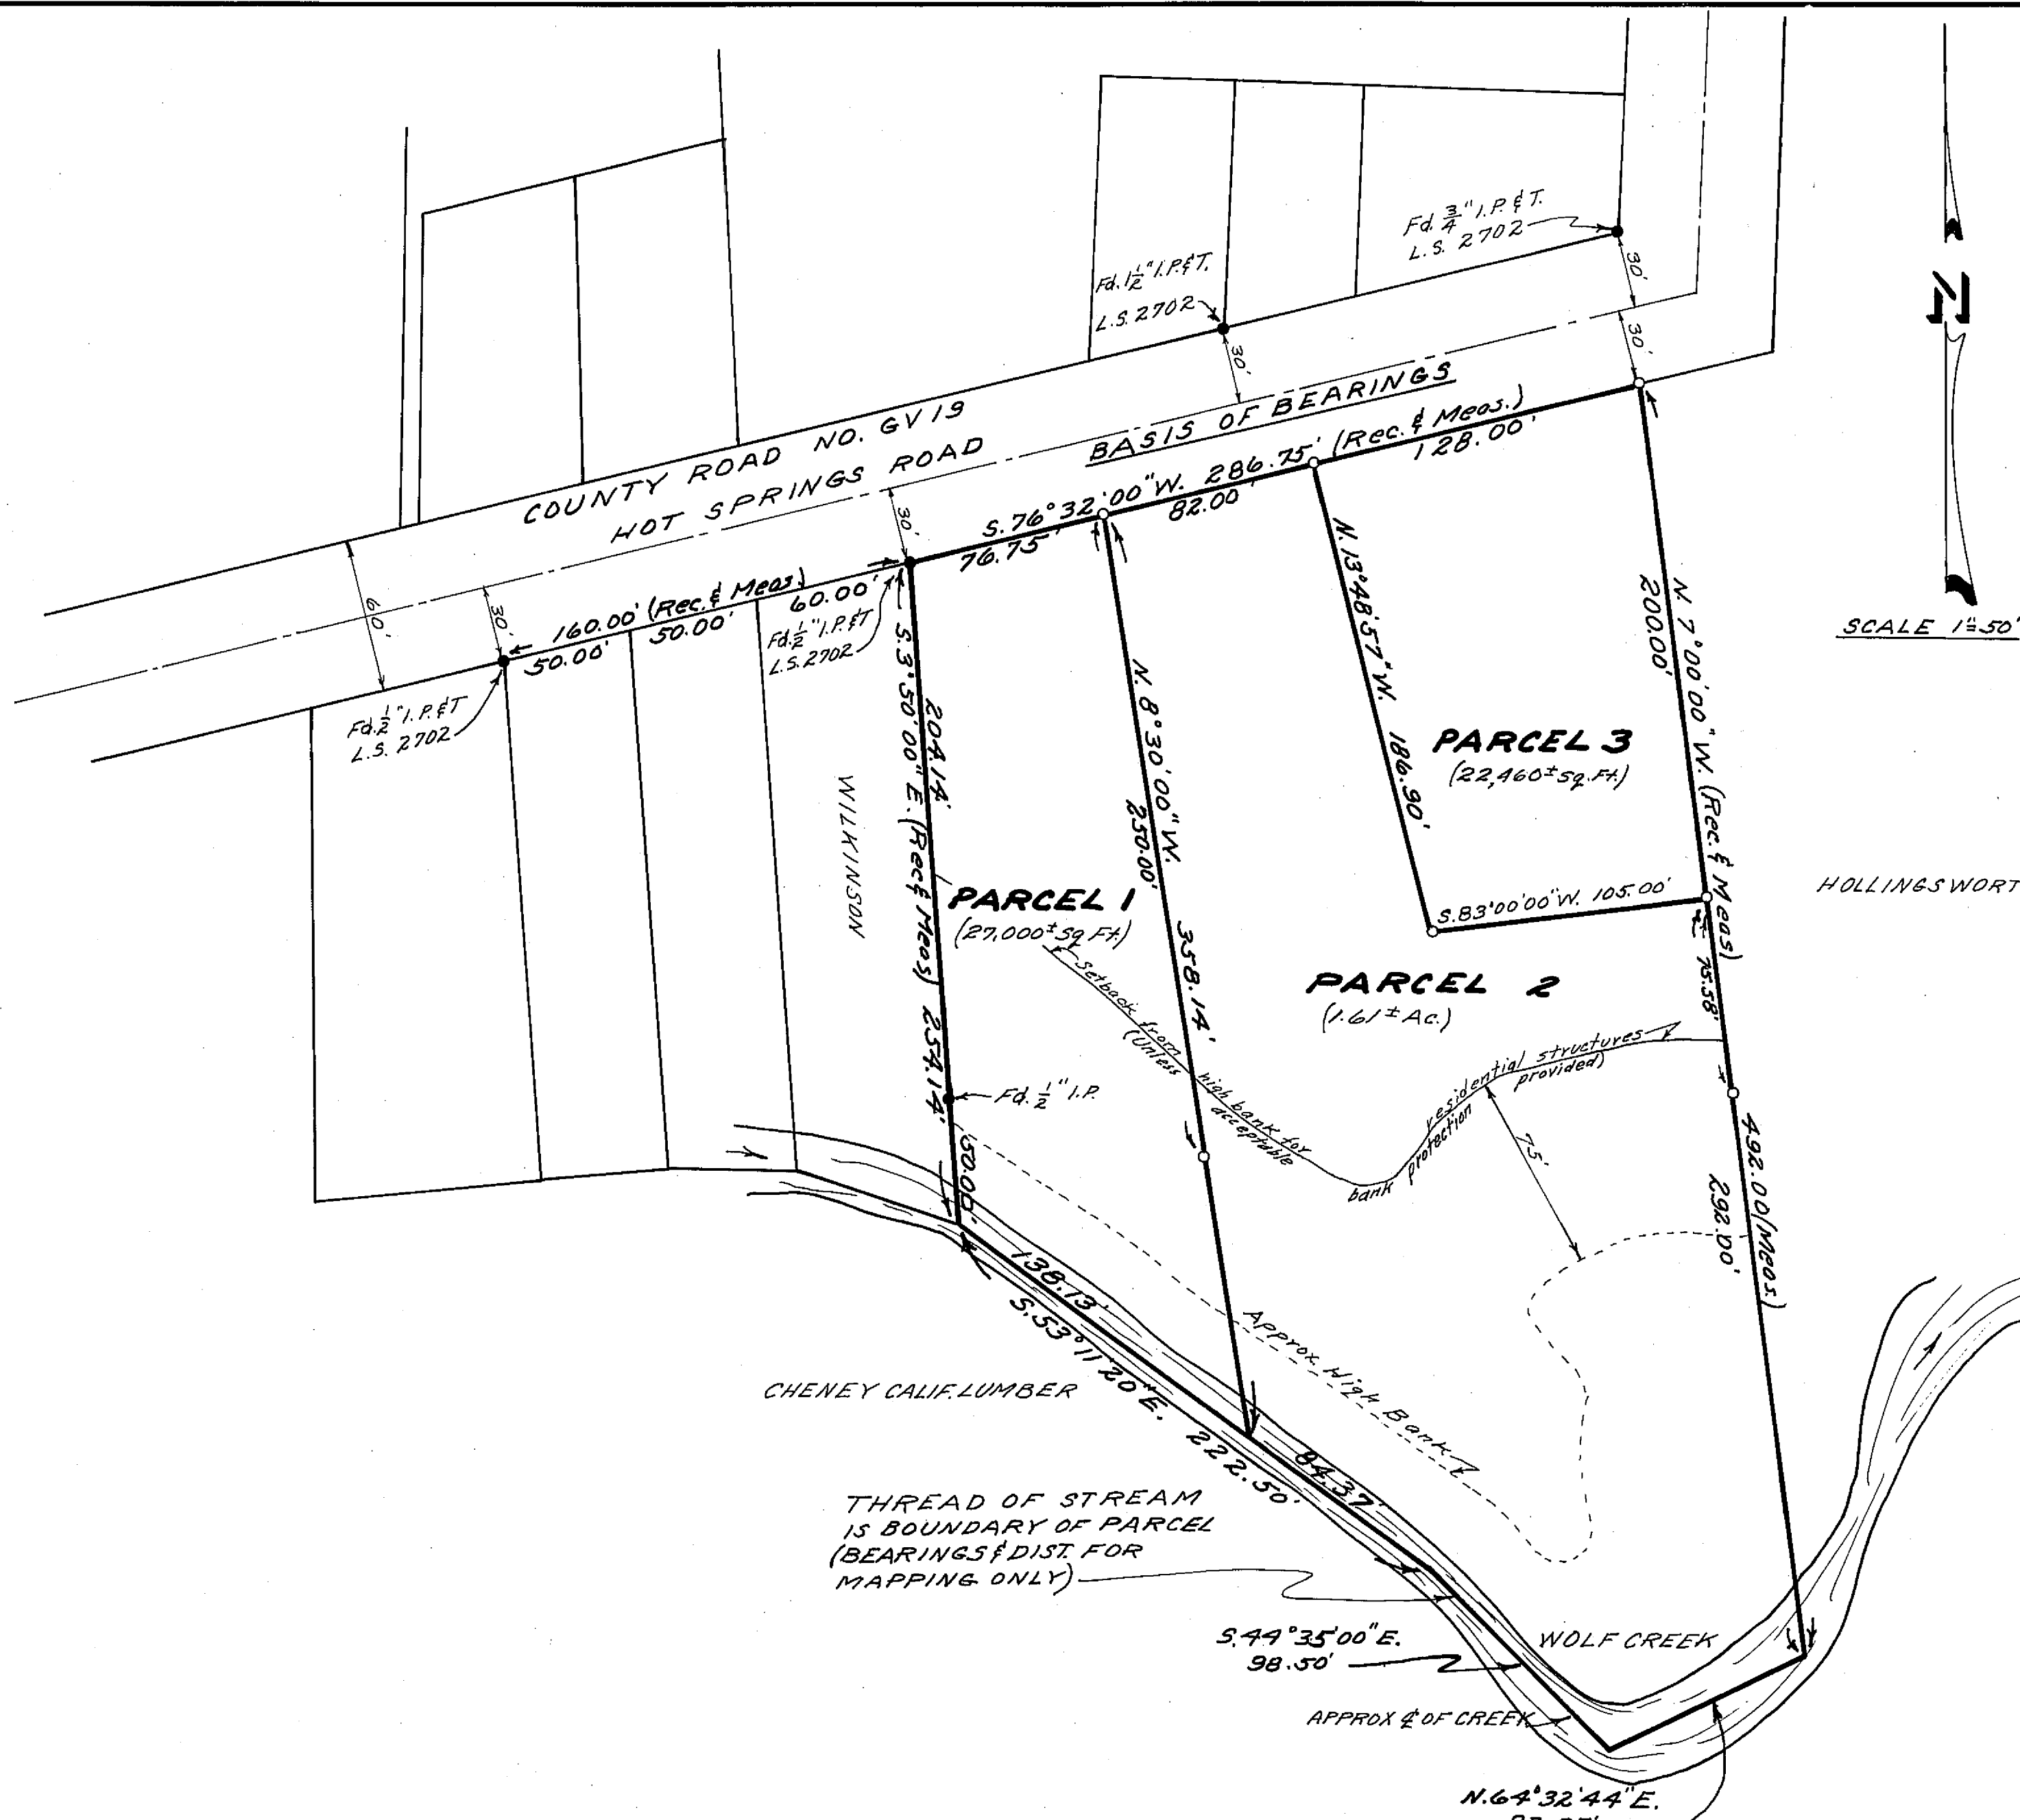 Fd. 3/4" I.P. & T.
L.S. 2702
Fd. 1 1/2" I.P. & T.
L.S. 2702
30'
30'
30'
N
SCALE 1"=50'
COUNTY ROAD NO. GV 19
HOT SPRINGS ROAD
BASIS OF BEARINGS
S. 76°32'00"W. 286.75' (Rec. & Meas.)
76.75'
82.00'
128.00'
30'
60'
30'
160.00' (Rec. & Meas.)
50.00'
50.00'
60.00'
Fd. 1/2" I.P. & T
L.S. 2702
Fd. 1/2" I.P. & T
L.S. 2702
WILKINSON
S. 3°50'00" E. (Rec & Meas) 254.14'
204.14'
50.00'
Fd. 1/2" I.P.
PARCEL 1
(27,000± Sq Ft.)
N. 8°30'00"W. 358.14'
250.00'
N. 13°48'57"W. 186.90'
PARCEL 3
(22,460± Sq. Ft.)
N. 7°00'00"W. (Rec. & Meas) 492.00 (Meas.)
200.00'
75.58'
292.00'
S. 83°00'00"W. 105.00'
HOLLINGSWORT
PARCEL 2
(1.61± Ac.)
Setback from high bank for residential structures
(Unless acceptable bank protection provided)
75'
Approx. High Bank
138.13'
S. 53°11'20"E. 222.50'
84.37'
CHENEY CALIF. LUMBER
THREAD OF STREAM
IS BOUNDARY OF PARCEL
(BEARINGS & DIST. FOR
MAPPING ONLY)
S. 44°35'00"E.
98.50'
WOLF CREEK
APPROX ℄ OF CREEK
N. 64°32'44"E.